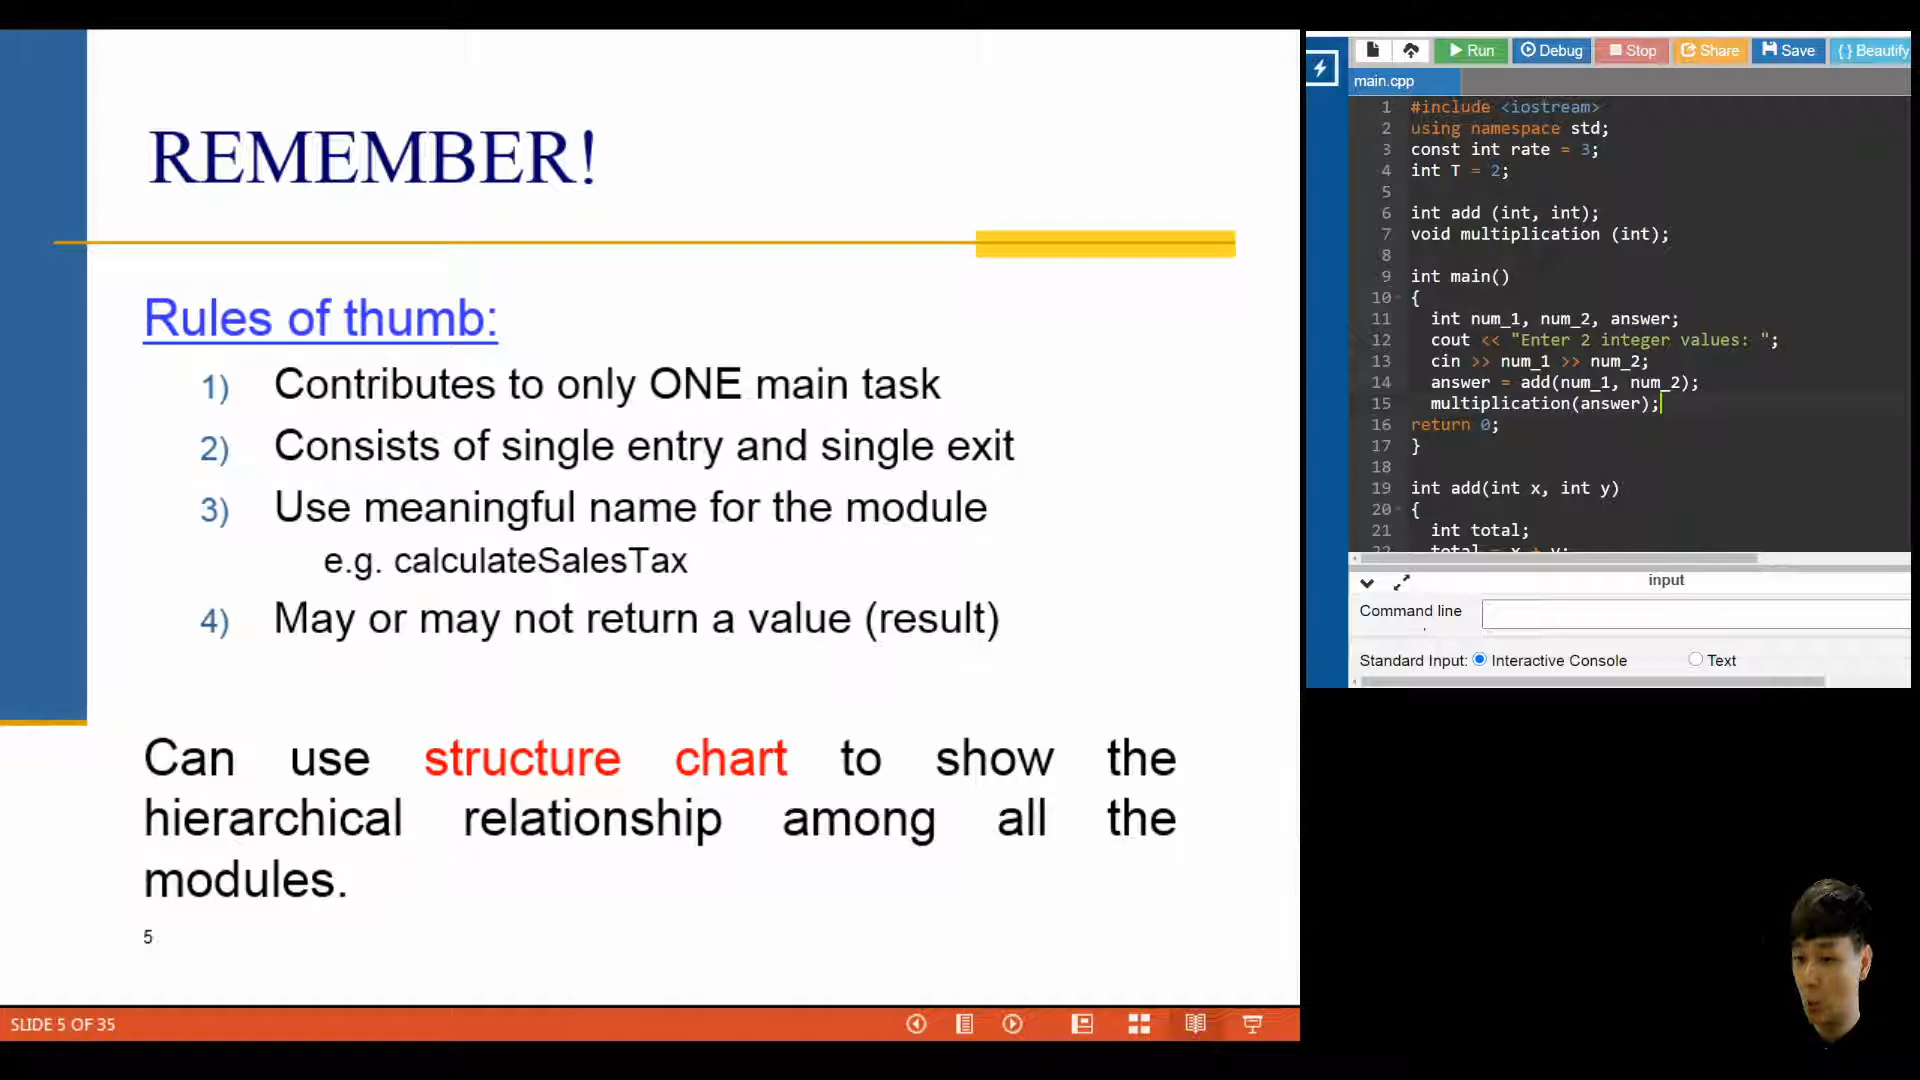 REMEMBER!
Rules of thumb:
1) Contributes to only ONE main task
2) Consists of single entry and single exit
3) Use meaningful name for the module
e.g. calculateSalesTax
4) May or may not return a value (result)
Can use structure chart to show the
hierarchical relationship among all the
modules.
5
SLIDE 5 OF 35
Run Debug Stop Share Save { } Beautify
main.cpp
1 #include <iostream>
2 using namespace std;
3 const int rate = 3;
4 int T = 2;
5
6 int add (int, int);
7 void multiplication (int);
8
9 int main()
10 {
11 int num_1, num_2, answer;
12 cout << "Enter 2 integer values: ";
13 cin >> num_1 >> num_2;
14 answer = add(num_1, num_2);
15 multiplication(answer);
16 return 0;
17 }
18
19 int add(int x, int y)
20 {
21 int total;
22 total = x + y;
input
Command line
Standard Input: Interactive Console Text